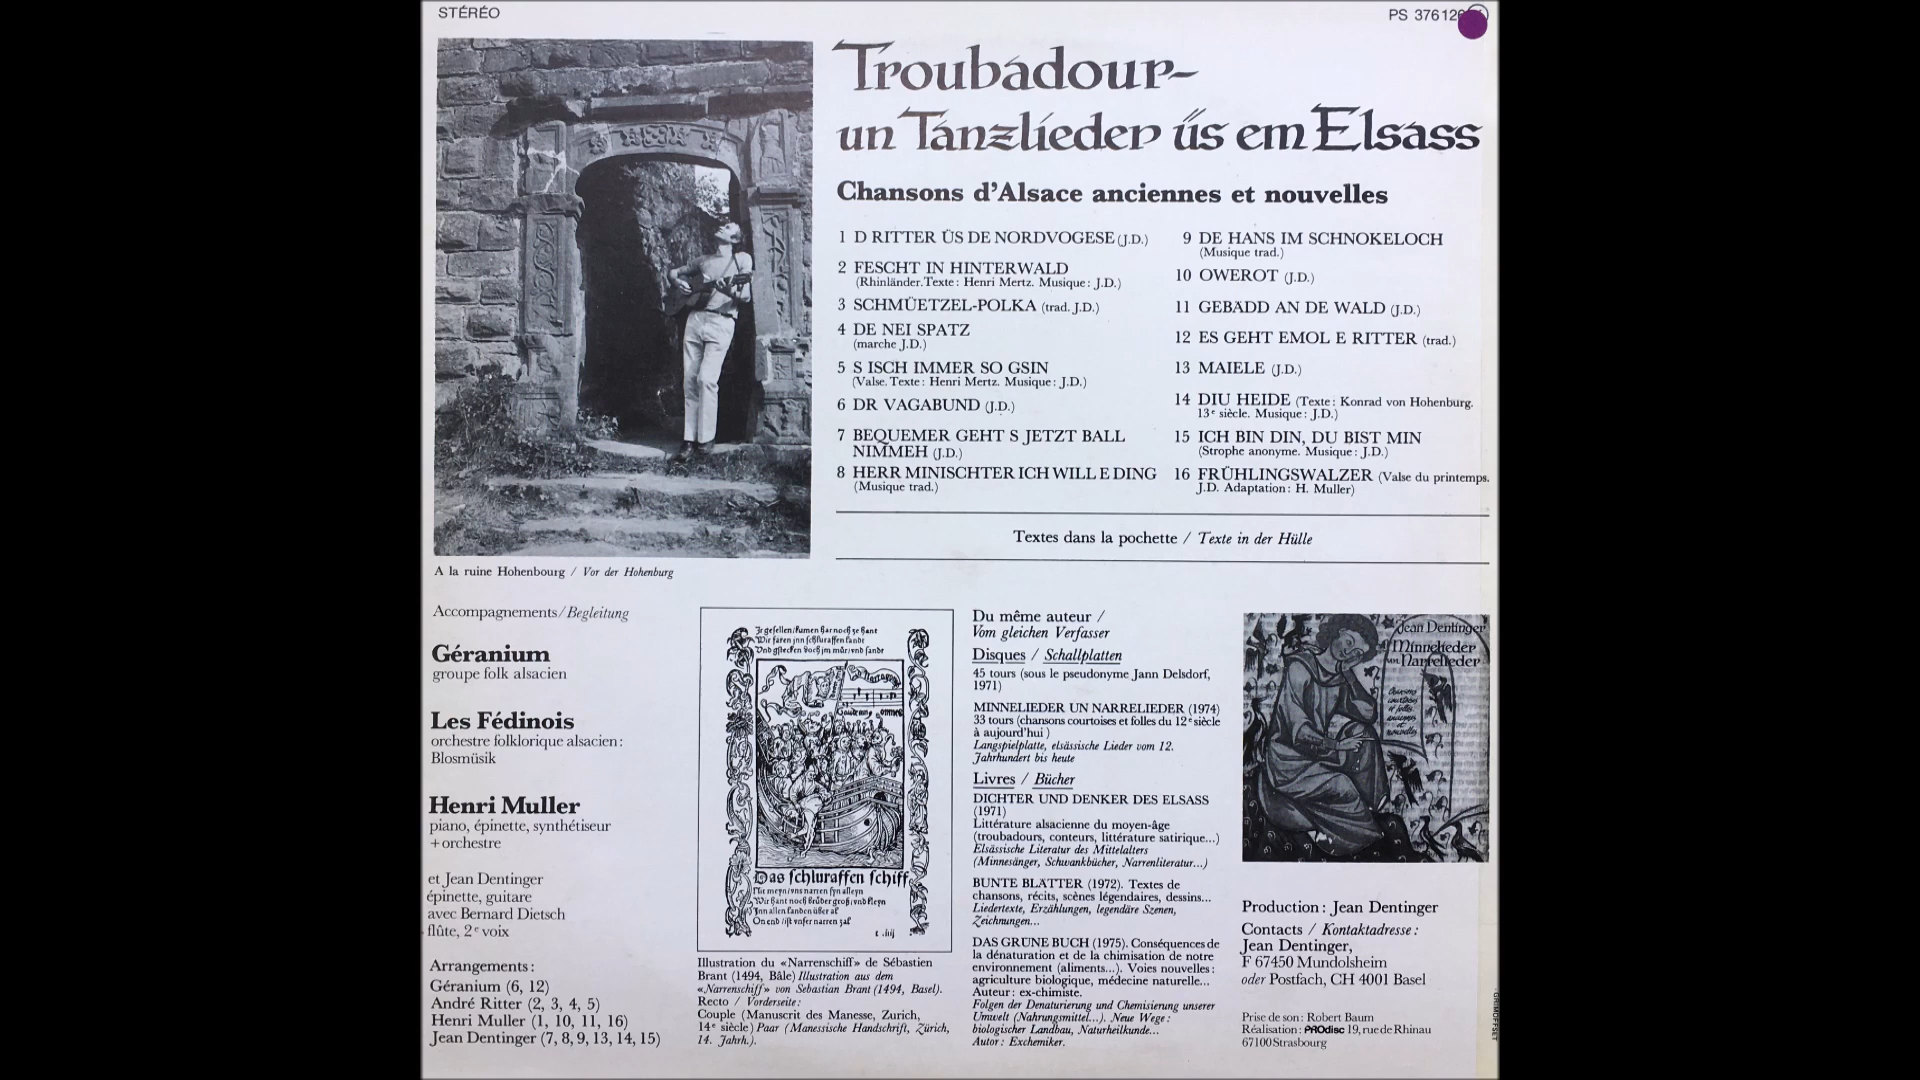 STÉRÉO
PS 37612
Troubadour-
un Tanzlieder üs em Elsass
Chansons d'Alsace anciennes et nouvelles
1 D RITTER ÜS DE NORDVOGESE (J.D.)
2 FESCHT IN HINTERWALD
(Rhinländer. Texte : Henri Mertz. Musique : J.D.)
3 SCHMÜETZEL-POLKA (trad. J.D.)
4 DE NEI SPATZ
(marche J.D.)
5 S ISCH IMMER SO GSIN
(Valse. Texte : Henri Mertz. Musique : J.D.)
6 DR VAGABUND (J.D.)
7 BEQUEMER GEHT S JETZT BALL
NIMMEH (J.D.)
8 HERR MINISCHTER ICH WILL E DING
(Musique trad.)
9 DE HANS IM SCHNOKELOCH
(Musique trad.)
10 OWEROT (J.D.)
11 GEBÄDD AN DE WALD (J.D.)
12 ES GEHT EMOL E RITTER (trad.)
13 MAIELE (J.D.)
14 DIU HEIDE (Texte : Konrad von Hohenburg.
13e siècle. Musique : J.D.)
15 ICH BIN DIN, DU BIST MIN
(Strophe anonyme. Musique : J.D.)
16 FRÜHLINGSWALZER (Valse du printemps.
J.D. Adaptation : H. Muller)
Textes dans la pochette / Texte in der Hülle
A la ruine Hohenbourg / Vor der Hohenburg
Accompagnements / Begleitung
Géranium
groupe folk alsacien
Les Fédinois
orchestre folklorique alsacien :
Blosmüsik
Henri Muller
piano, épinette, synthétiseur
+ orchestre
et Jean Dentinger
épinette, guitare
avec Bernard Dietsch
flûte, 2e voix
Arrangements :
Géranium (6, 12)
André Ritter (2, 3, 4, 5)
Henri Muller (1, 10, 11, 16)
Jean Dentinger (7, 8, 9, 13, 14, 15)
Das schluraffen schiff
Illustration du «Narrenschiff» de Sébastien
Brant (1494, Bâle) Illustration aus dem
«Narrenschiff» von Sebastian Brant (1494, Basel).
Recto / Vorderseite :
Couple (Manuscrit des Manesse, Zurich,
14e siècle) Paar (Manessische Handschrift, Zürich,
14. Jahrh.).
Du même auteur /
Vom gleichen Verfasser
Disques / Schallplatten
45 tours (sous le pseudonyme Jann Delsdorf,
1971)
MINNELIEDER UN NARRELIEDER (1974)
33 tours (chansons courtoises et folles du 12e siècle
à aujourd'hui )
Langspielplatte, elsässische Lieder vom 12.
Jahrhundert bis heute
Livres / Bücher
DICHTER UND DENKER DES ELSASS
(1971)
Littérature alsacienne du moyen-âge
(troubadours, conteurs, littérature satirique...)
Elsässische Literatur des Mittelalters
(Minnesänger, Schwankbücher, Narrenliteratur...)
BUNTE BLÄTTER (1972). Textes de
chansons, récits, scènes légendaires, dessins...
Liedertexte, Erzählungen, legendäre Szenen,
Zeichnungen...
DAS GRÜNE BUCH (1975). Conséquences de
la dénaturation et de la chimisation de notre
environnement (aliments...). Voies nouvelles :
agriculture biologique, médecine naturelle...
Auteur : ex-chimiste.
Folgen der Denaturierung und Chemisierung unserer
Umwelt (Nahrungsmittel...). Neue Wege :
biologischer Landbau, Naturheilkunde...
Autor : Exchemiker.
Jean Dentinger
Minnelieder
un Narrelieder
chansons
courtoises
et folles
anciennes
et
nouvelles
Production : Jean Dentinger
Contacts / Kontaktadresse :
Jean Dentinger,
F 67450 Mundolsheim
oder Postfach, CH 4001 Basel
Prise de son : Robert Baum
Réalisation : PROdisc 19, rue de Rhinau
67100 Strasbourg